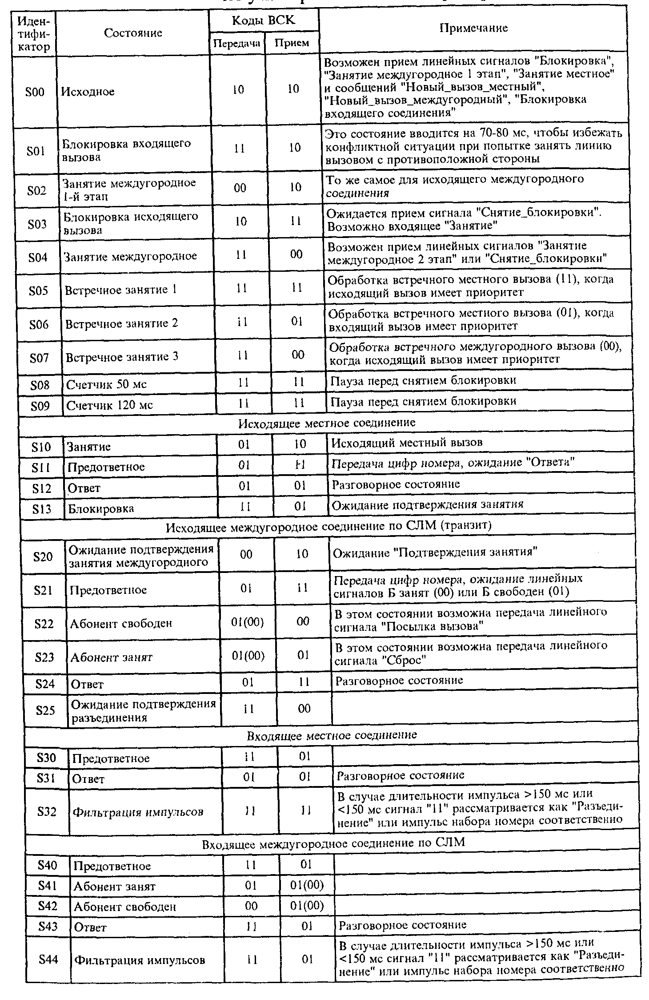 Иден-
тифи-
катор
Состояние
Коды ВСК
Примечание
Передача
Прием
S00
Исходное
10
10
Возможен прием линейных сигналов "Блокировка",
"Занятие междугородное 1 этап", "Занятие местное"
и сообщений "Новый_вызов_местный",
"Новый_вызов_междугородный", "Блокировка
входящего соединения"
S01
Блокировка входящего
вызова
11
10
Это состояние вводится на 70-80 мс, чтобы избежать
конфликтной ситуации при попытке занять линию
вызовом с противоположной стороны
S02
Занятие междугородное
1-й этап
00
10
То же самое для исходящего междугородного
соединения
S03
Блокировка исходящего
вызова
10
11
Ожидается прием сигнала "Снятие_блокировки".
Возможно входящее "Занятие"
S04
Занятие междугородное
11
00
Возможен прием линейных сигналов "Занятие
междугородное 2 этап" или "Снятие_блокировки"
S05
Встречное занятие 1
11
11
Обработка встречного местного вызова (11), когда
исходящий вызов имеет приоритет
S06
Встречное занятие 2
11
01
Обработка встречного местного вызова (01), когда
входящий вызов имеет приоритет
S07
Встречное занятие 3
11
00
Обработка встречного междугородного вызова (00),
когда исходящий вызов имеет приоритет
S08
Счетчик 50 мс
11
11
Пауза перед снятием блокировки
S09
Счетчик 120 мс
11
11
Пауза перед снятием блокировки
Исходящее местное соединение
S10
Занятие
01
10
Исходящий местный вызов
S11
Предответное
01
11
Передача цифр номера, ожидание "Ответа"
S12
Ответ
01
01
Разговорное состояние
S13
Блокировка
11
01
Ожидание подтверждения занятия
Исходящее междугородное соединение по СЛМ (транзит)
S20
Ожидание подтверждения
занятия междугородного
00
10
Ожидание "Подтверждения занятия"
S21
Предответное
01
11
Передача цифр номера, ожидание линейных
сигналов Б занят (00) или Б свободен (01)
S22
Абонент свободен
01(00)
00
В этом состоянии возможна передача линейного
сигнала "Посылка вызова"
S23
Абонент занят
01(00)
01
В этом состоянии возможна передача линейного
сигнала "Сброс"
S24
Ответ
01
11
Разговорное состояние
S25
Ожидание подтверждения
разъединения
11
00
Входящее местное соединение
S30
Предответное
11
01
S31
Ответ
01
01
Разговорное состояние
S32
Фильтрация импульсов
11
11
В случае длительности импульса >150 мс или
<150 мс сигнал "11" рассматривается как "Разъеди-
нение" или импульс набора номера соответственно
Входящее междугородное соединение по СЛМ
S40
Предответное
11
01
S41
Абонент занят
01
01(00)
S42
Абонент свободен
00
01(00)
S43
Ответ
11
01
Разговорное состояние
S44
Фильтрация импульсов
11
01
В случае длительности импульса >150 мс или
<150 мс сигнал "11" рассматривается как "Разъеди-
нение" или импульс набора номера соответственно